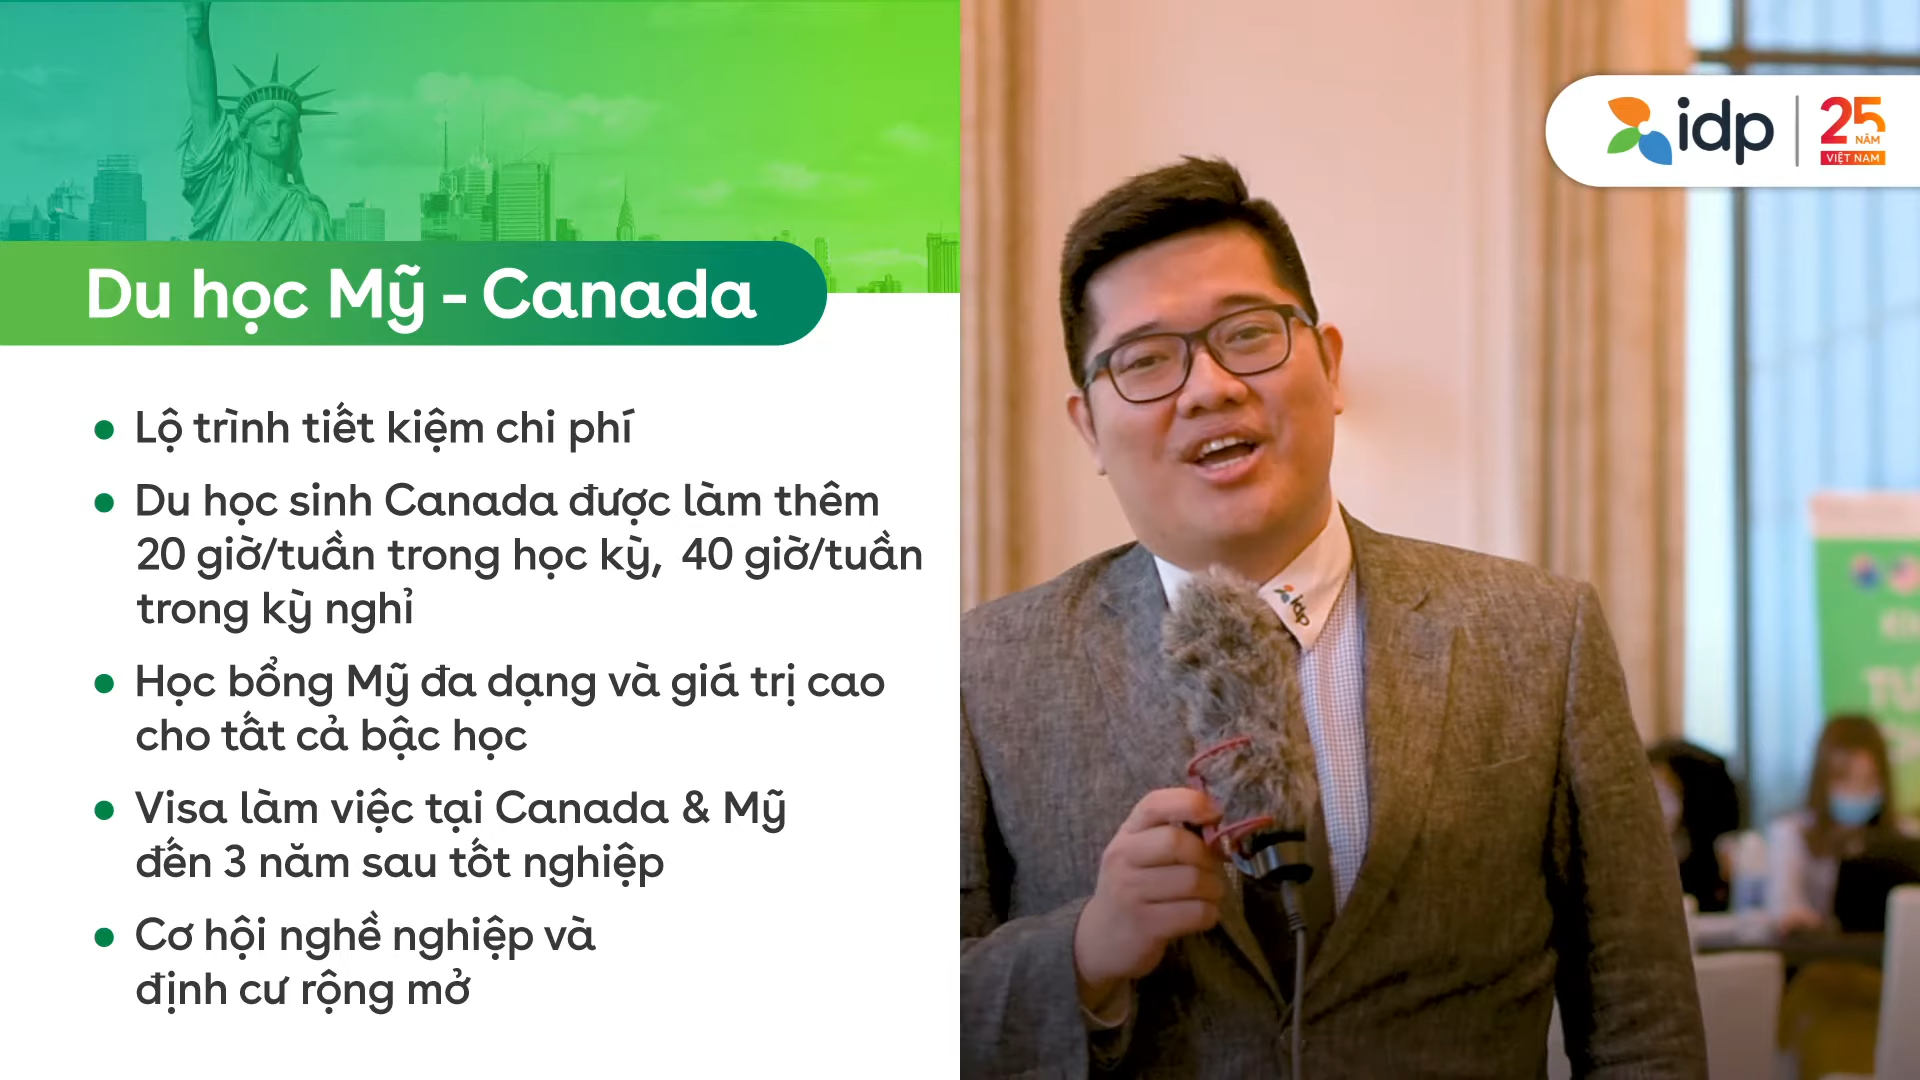 Du học Mỹ - Canada
• Lộ trình tiết kiệm chi phí
• Du học sinh Canada được làm thêm
20 giờ/tuần trong học kỳ, 40 giờ/tuần
trong kỳ nghỉ
• Học bổng Mỹ đa dạng và giá trị cao
cho tất cả bậc học
• Visa làm việc tại Canada & Mỹ
đến 3 năm sau tốt nghiệp
• Cơ hội nghề nghiệp và
định cư rộng mở
idp
25
NĂM
VIỆT NAM
idp